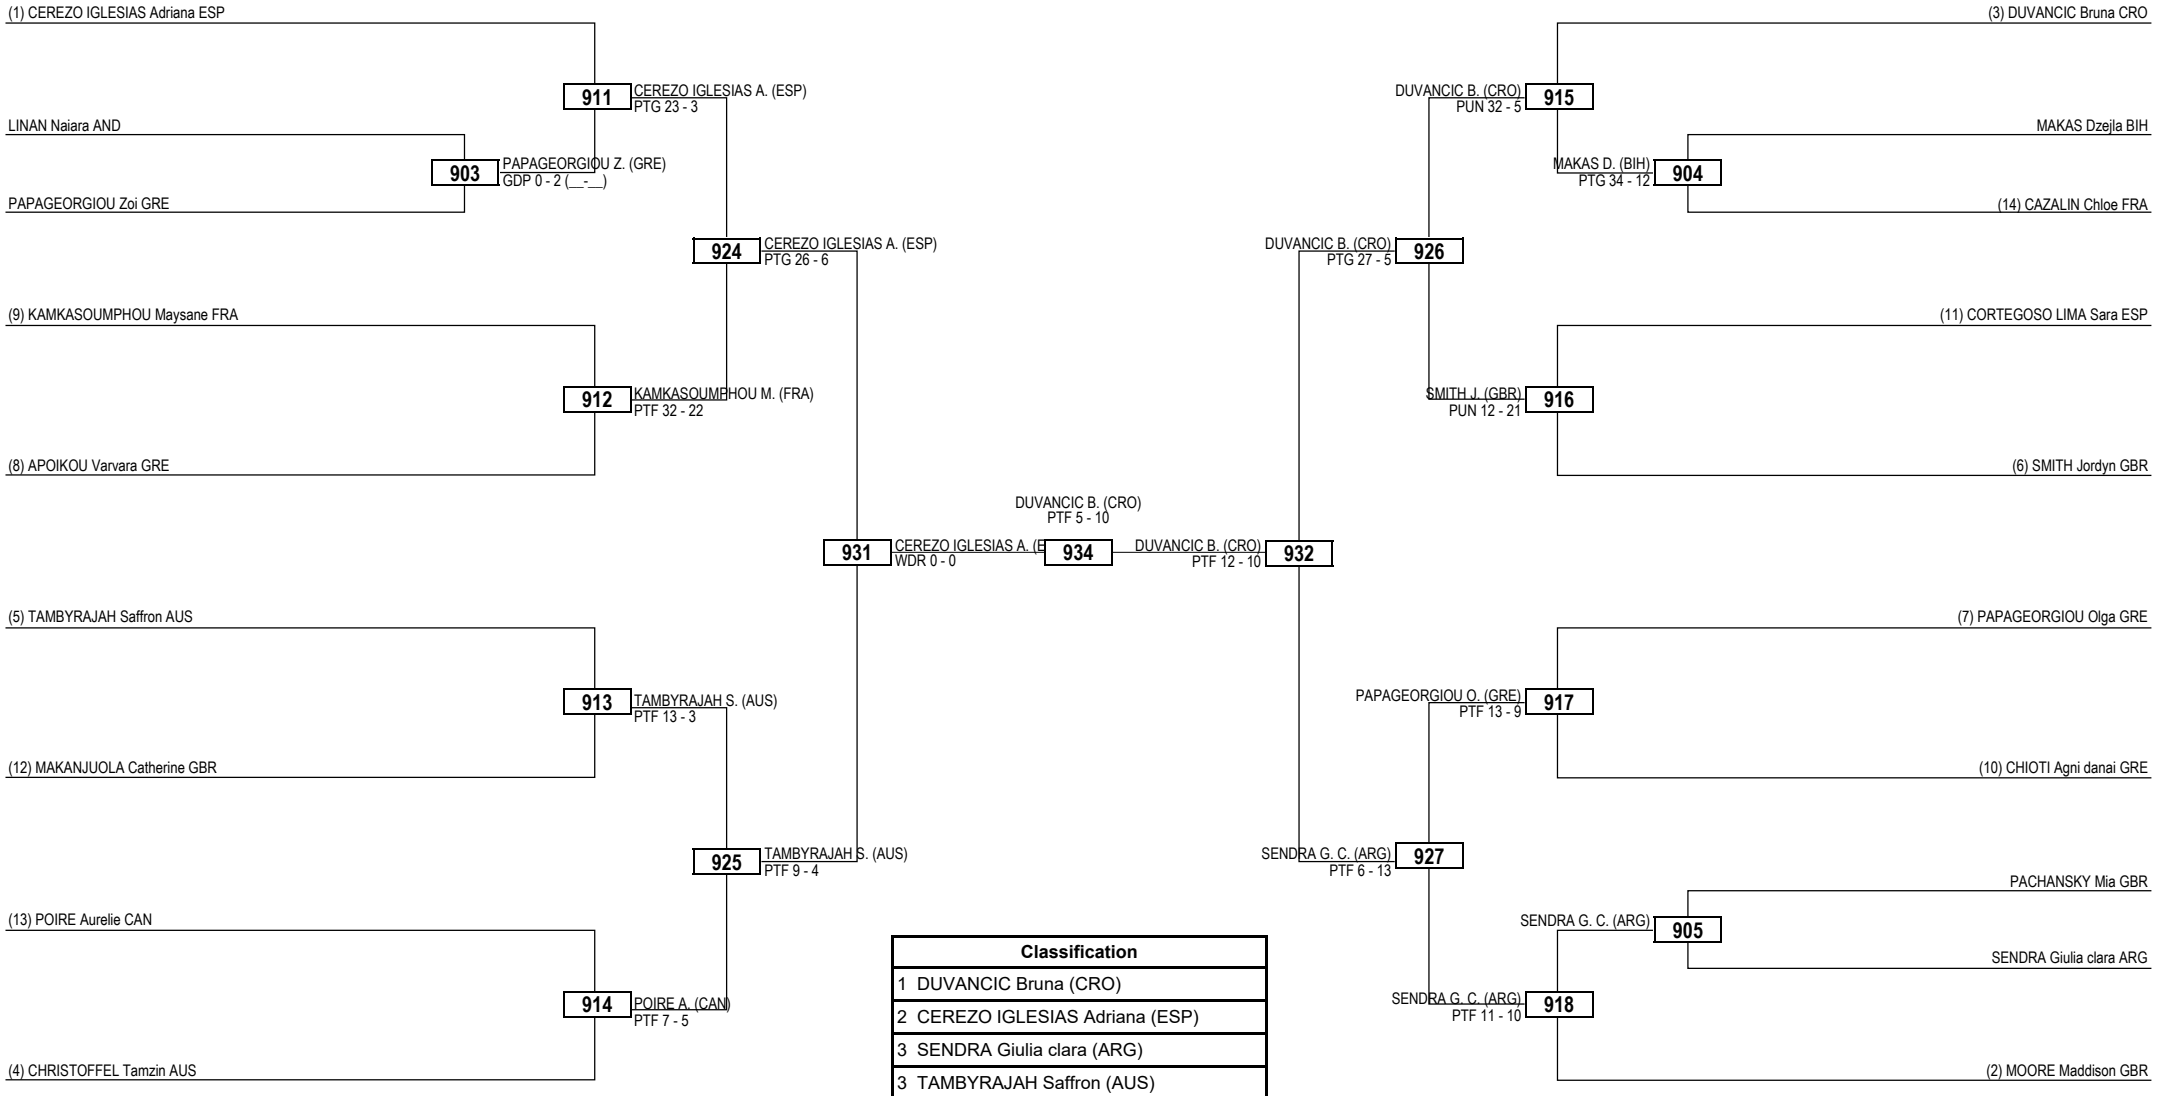 (1) CEREZO IGLESIAS Adriana ESP
(3) DUVANCIC Bruna CRO
911
CEREZO IGLESIAS A. (ESP)
PTG 23 - 3
DUVANCIC B. (CRO)
PUN 32 - 5
915
LINAN Naiara AND
MAKAS Dzejla BIH
903
PAPAGEORGIOU Z. (GRE)
GDP 0 - 2 (__-__)
MAKAS D. (BIH)
PTG 34 - 12
904
PAPAGEORGIOU Zoi GRE
(14) CAZALIN Chloe FRA
924
CEREZO IGLESIAS A. (ESP)
PTG 26 - 6
DUVANCIC B. (CRO)
PTG 27 - 5
926
(9) KAMKASOUMPHOU Maysane FRA
(11) CORTEGOSO LIMA Sara ESP
912
KAMKASOUMPHOU M. (FRA)
PTF 32 - 22
SMITH J. (GBR)
PUN 12 - 21
916
(8) APOIKOU Varvara GRE
(6) SMITH Jordyn GBR
DUVANCIC B. (CRO)
PTF 5 - 10
931
CEREZO IGLESIAS A. (E
WDR 0 - 0
934
DUVANCIC B. (CRO)
PTF 12 - 10
932
(5) TAMBYRAJAH Saffron AUS
(7) PAPAGEORGIOU Olga GRE
913
TAMBYRAJAH S. (AUS)
PTF 13 - 3
PAPAGEORGIOU O. (GRE)
PTF 13 - 9
917
(12) MAKANJUOLA Catherine GBR
(10) CHIOTI Agni danai GRE
925
TAMBYRAJAH S. (AUS)
PTF 9 - 4
SENDRA G. C. (ARG)
PTF 6 - 13
927
PACHANSKY Mia GBR
(13) POIRE Aurelie CAN
SENDRA G. C. (ARG)
905
SENDRA Giulia clara ARG
914
POIRE A. (CAN)
PTF 7 - 5
SENDRA G. C. (ARG)
PTF 11 - 10
918
(4) CHRISTOFFEL Tamzin AUS
(2) MOORE Maddison GBR
Classification
1 DUVANCIC Bruna (CRO)
2 CEREZO IGLESIAS Adriana (ESP)
3 SENDRA Giulia clara (ARG)
3 TAMBYRAJAH Saffron (AUS)